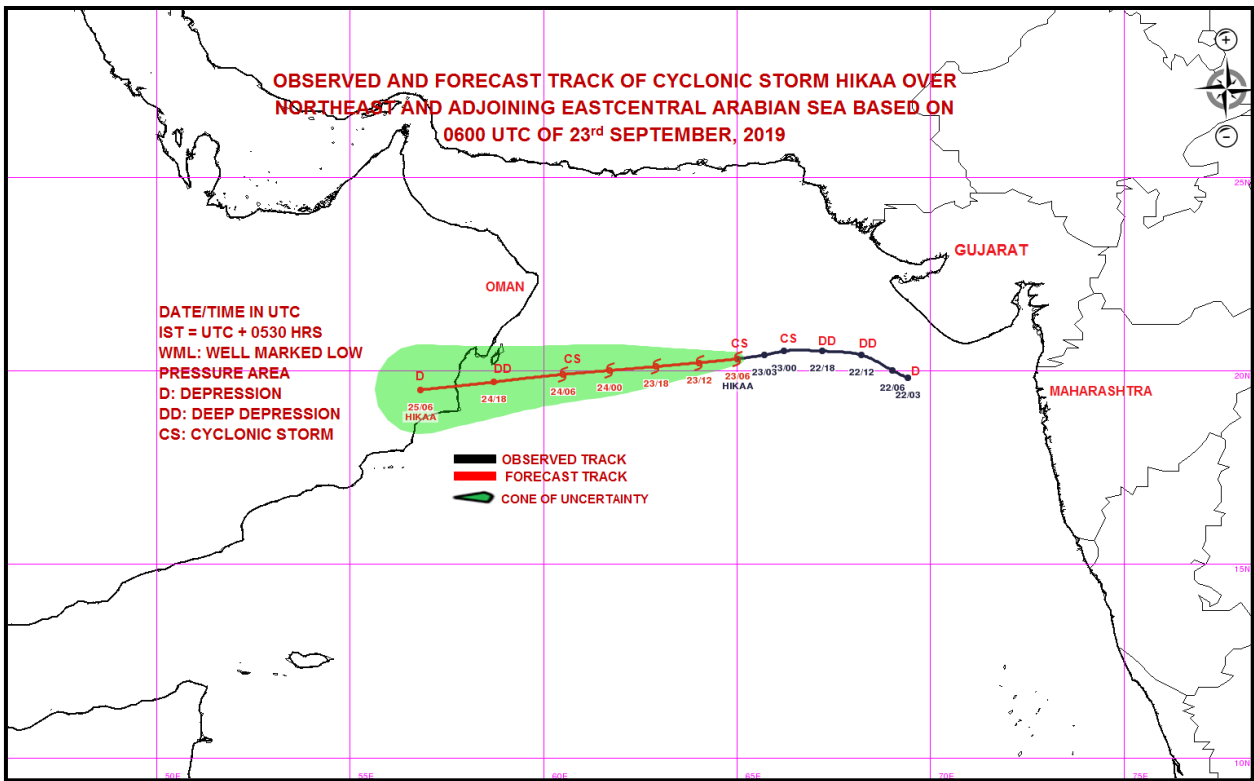 OBSERVED AND FORECAST TRACK OF CYCLONIC STORM HIKAA OVER
NORTHEAST AND ADJOINING EASTCENTRAL ARABIAN SEA BASED ON
0600 UTC OF 23rd SEPTEMBER, 2019
+
-
25N
GUJARAT
OMAN
DATE/TIME IN UTC
IST = UTC + 0530 HRS
WML: WELL MARKED LOW
PRESSURE AREA
D: DEPRESSION
DD: DEEP DEPRESSION
CS: CYCLONIC STORM
D
DD
CS
CS
CS
DD
DD
D
20N
25/06
HIKAA
24/18
24/06
24/00
23/18
23/12
23/06
HIKAA
23/03
23/00
22/18
22/12
22/06
22/03
MAHARASHTRA
OBSERVED TRACK
FORECAST TRACK
CONE OF UNCERTAINTY
15N
10N
50E
55E
60E
65E
70E
75E